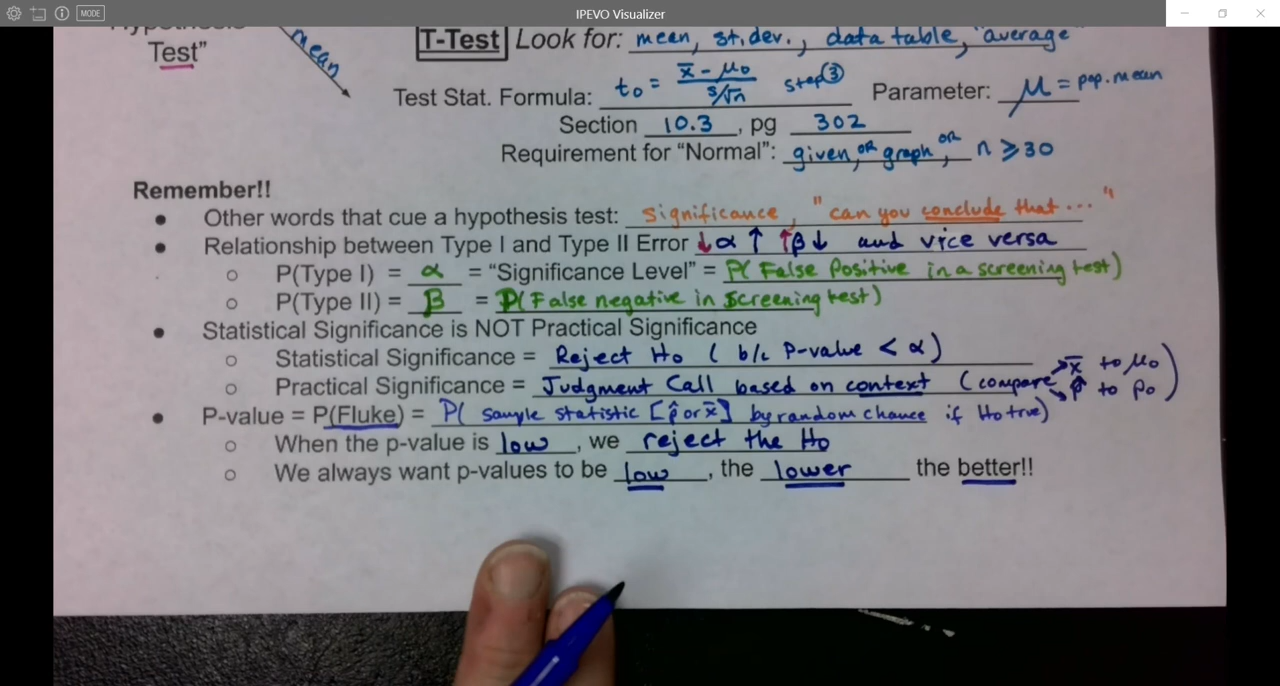 IPEVO Visualizer
MODE
Test"
mean
T-Test Look for: mean, st.dev., data table, "average"
Test Stat. Formula: t₀ = x̄ - μ₀ / s/√n step ③ Parameter: μ = pop. mean
Section 10.3, pg 302
Requirement for "Normal": given, OR graph, OR n ≥ 30
Remember!!
• Other words that cue a hypothesis test: significance, "can you conclude that ..."
• Relationship between Type I and Type II Error ↓α↑ ↑β↓ and vice versa
○ P(Type I) = α = "Significance Level" = P(False Positive in a screening test)
○ P(Type II) = β = P(False negative in screening test)
• Statistical Significance is NOT Practical Significance
○ Statistical Significance = Reject Ho (b/c P-value < α)
○ Practical Significance = Judgment Call based on context (compare x̄ to μ₀ p̂ to p₀)
• P-value = P(Fluke) = P( sample statistic [p̂ or x̄] by random chance if Ho true)
○ When the p-value is low, we reject the Ho
○ We always want p-values to be low, the lower the better!!